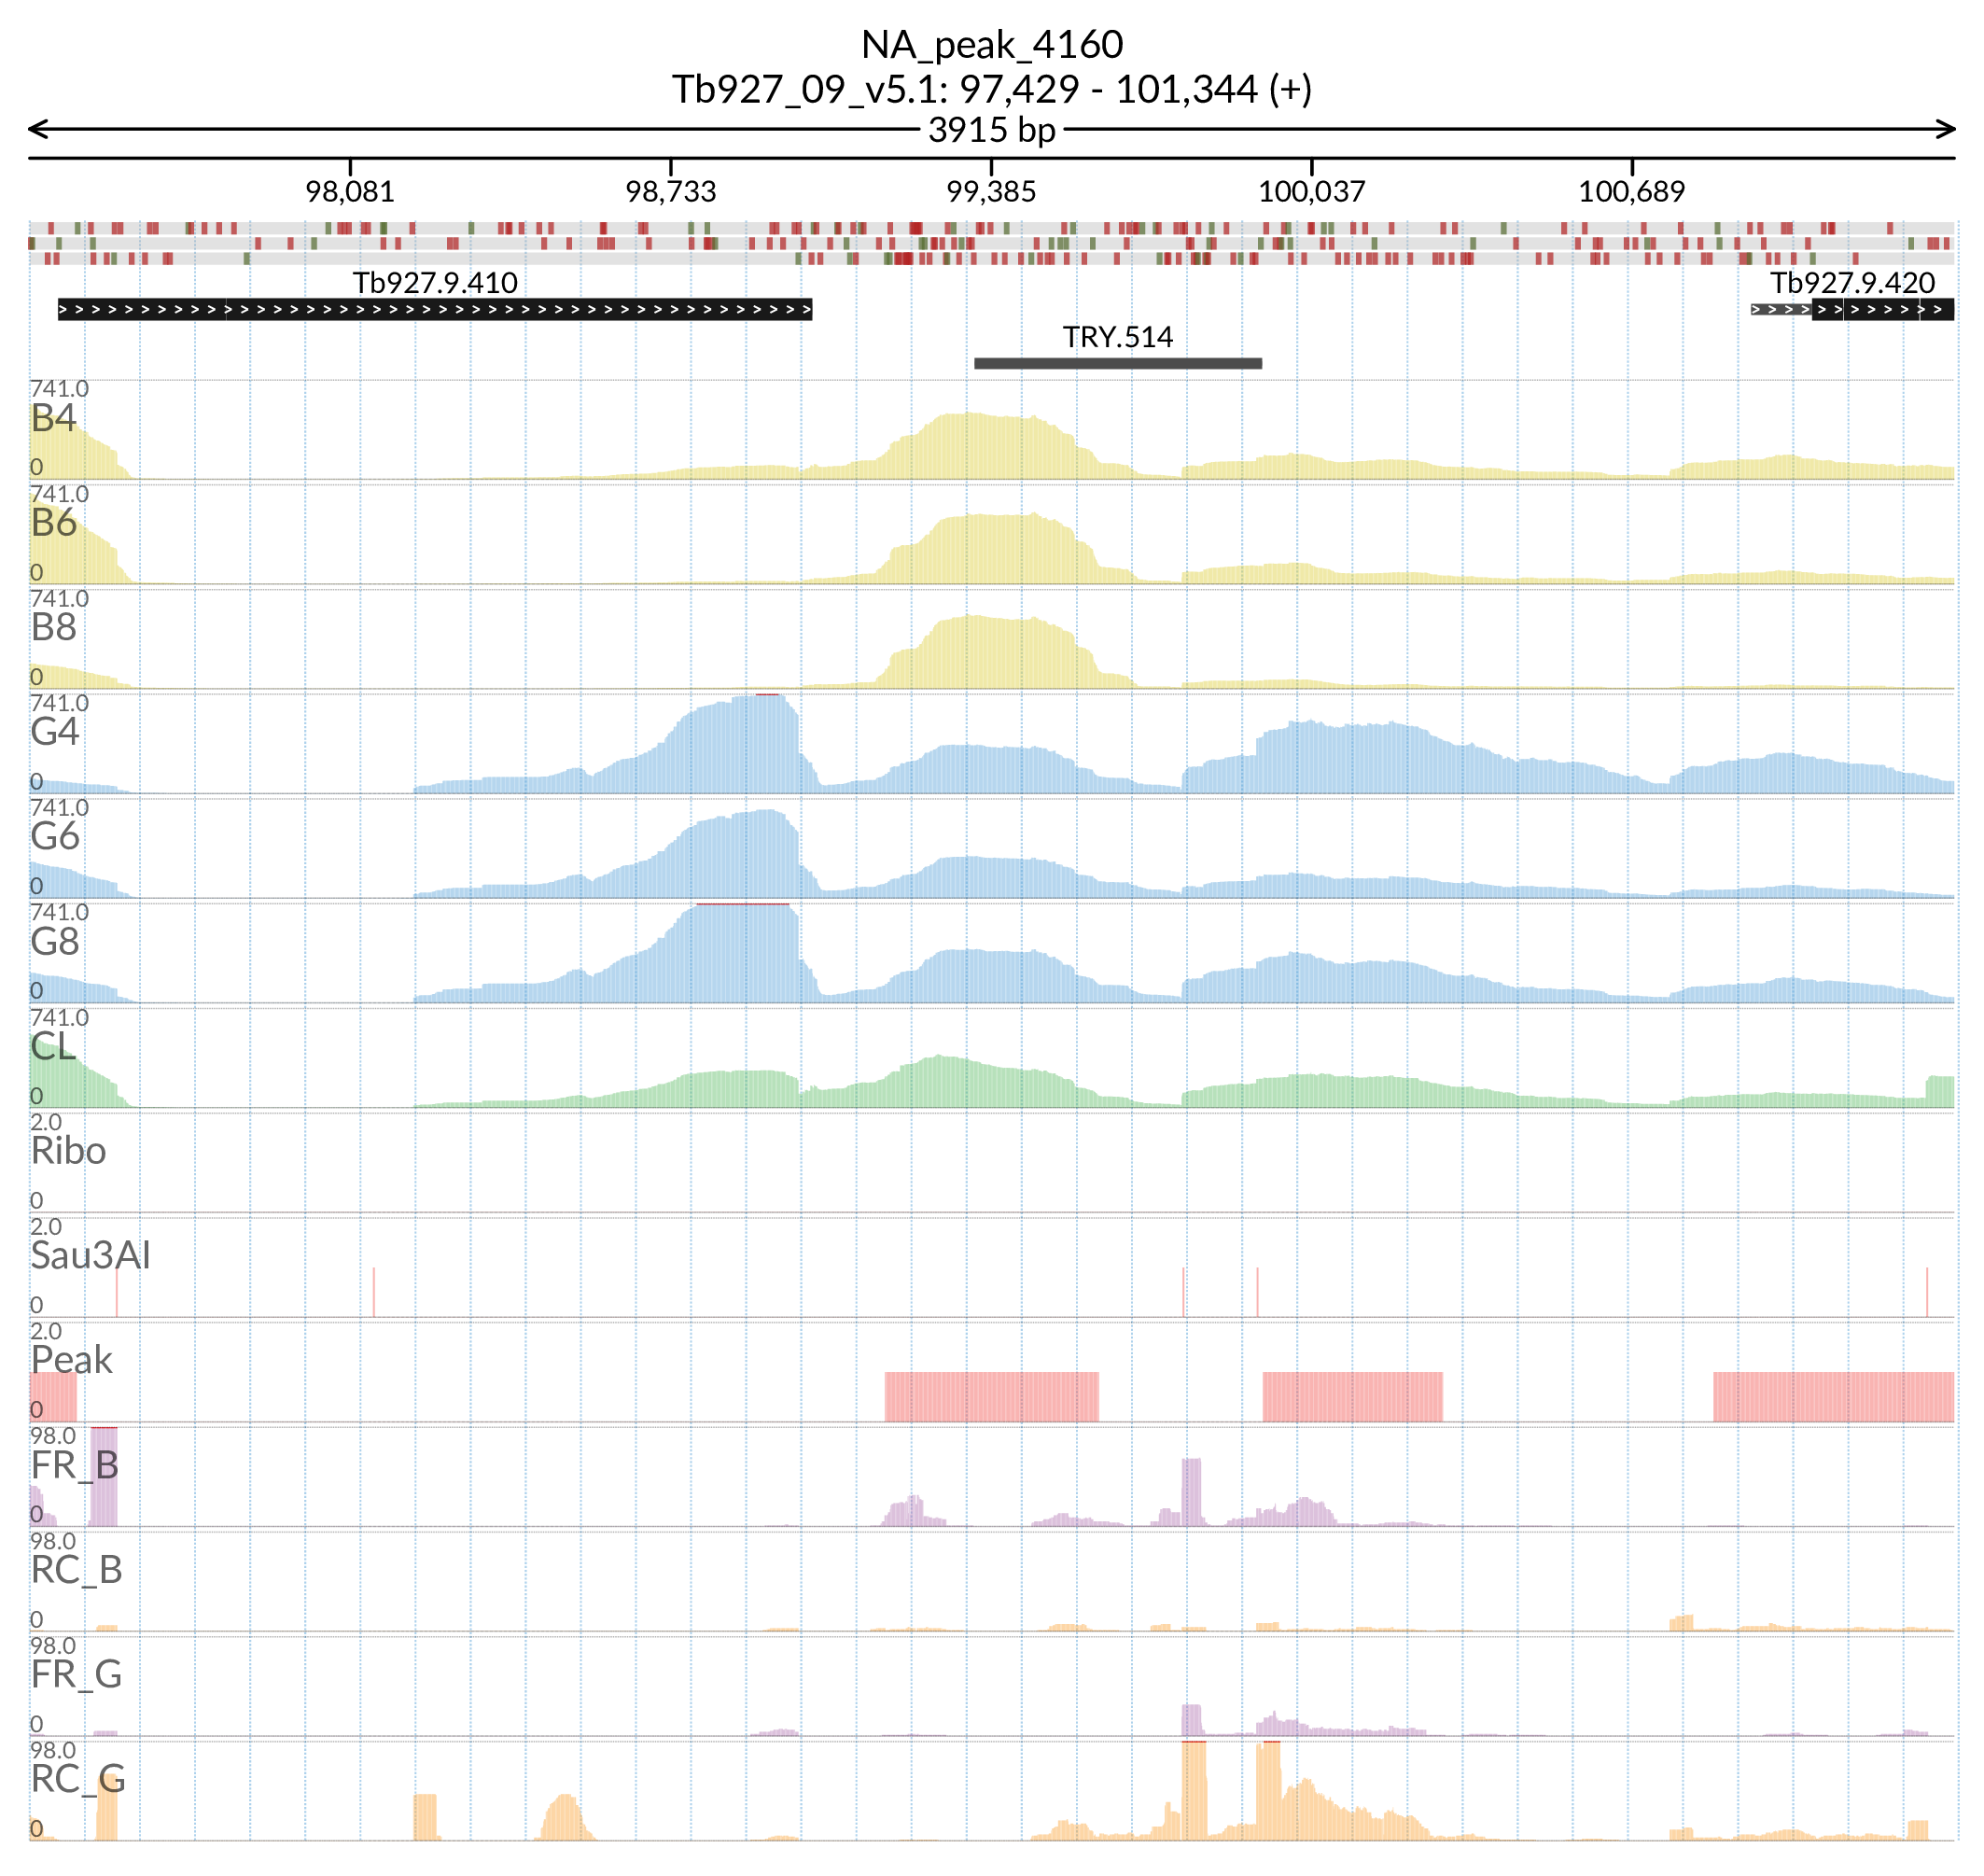 NA_peak_4160
Tb927_09_v5.1: 97,429 - 101,344 (+)
3915 bp
98,081 98,733 99,385 100,037 100,689
Tb927.9.410 Tb927.9.420
TRY.514
741.0
B4
0
741.0
B6
0
741.0
B8
0
741.0
G4
0
741.0
G6
0
741.0
G8
0
741.0
CL
0
2.0
Ribo
0
2.0
Sau3AI
0
2.0
Peak
0
98.0
FR_B
0
98.0
RC_B
0
98.0
FR_G
0
98.0
RC_G
0